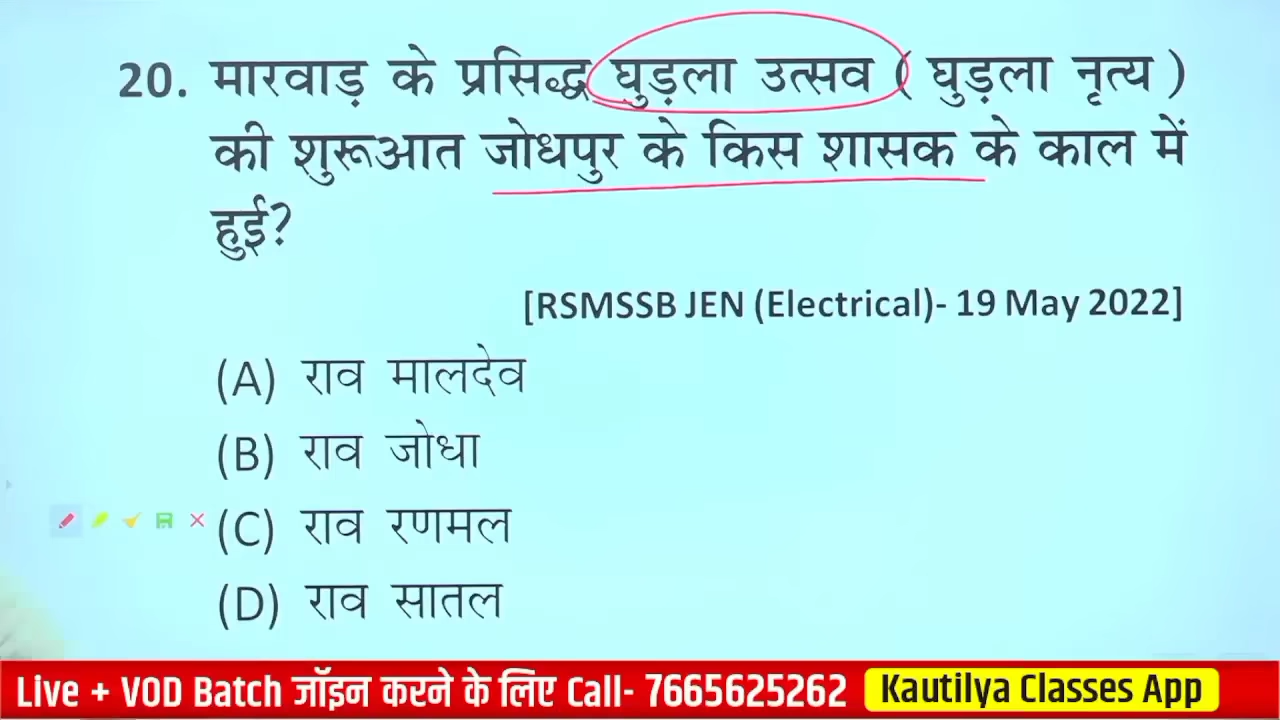 20. मारवाड़ के प्रसिद्ध घुड़ला उत्सव ( घुड़ला नृत्य )
की शुरूआत जोधपुर के किस शासक के काल में
हुई?
[RSMSSB JEN (Electrical)- 19 May 2022]
(A) राव मालदेव
(B) राव जोधा
(C) राव रणमल
(D) राव सातल
Live + VOD Batch जॉइन करने के लिए Call- 7665625262 Kautilya Classes App